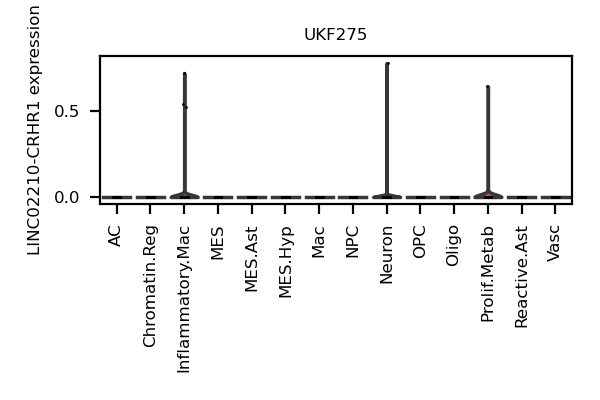 UKF275
LINC02210-CRHR1 expression
0.5
0.0
AC
Chromatin.Reg
Inflammatory.Mac
MES
MES.Ast
MES.Hyp
Mac
NPC
Neuron
OPC
Oligo
Prolif.Metab
Reactive.Ast
Vasc